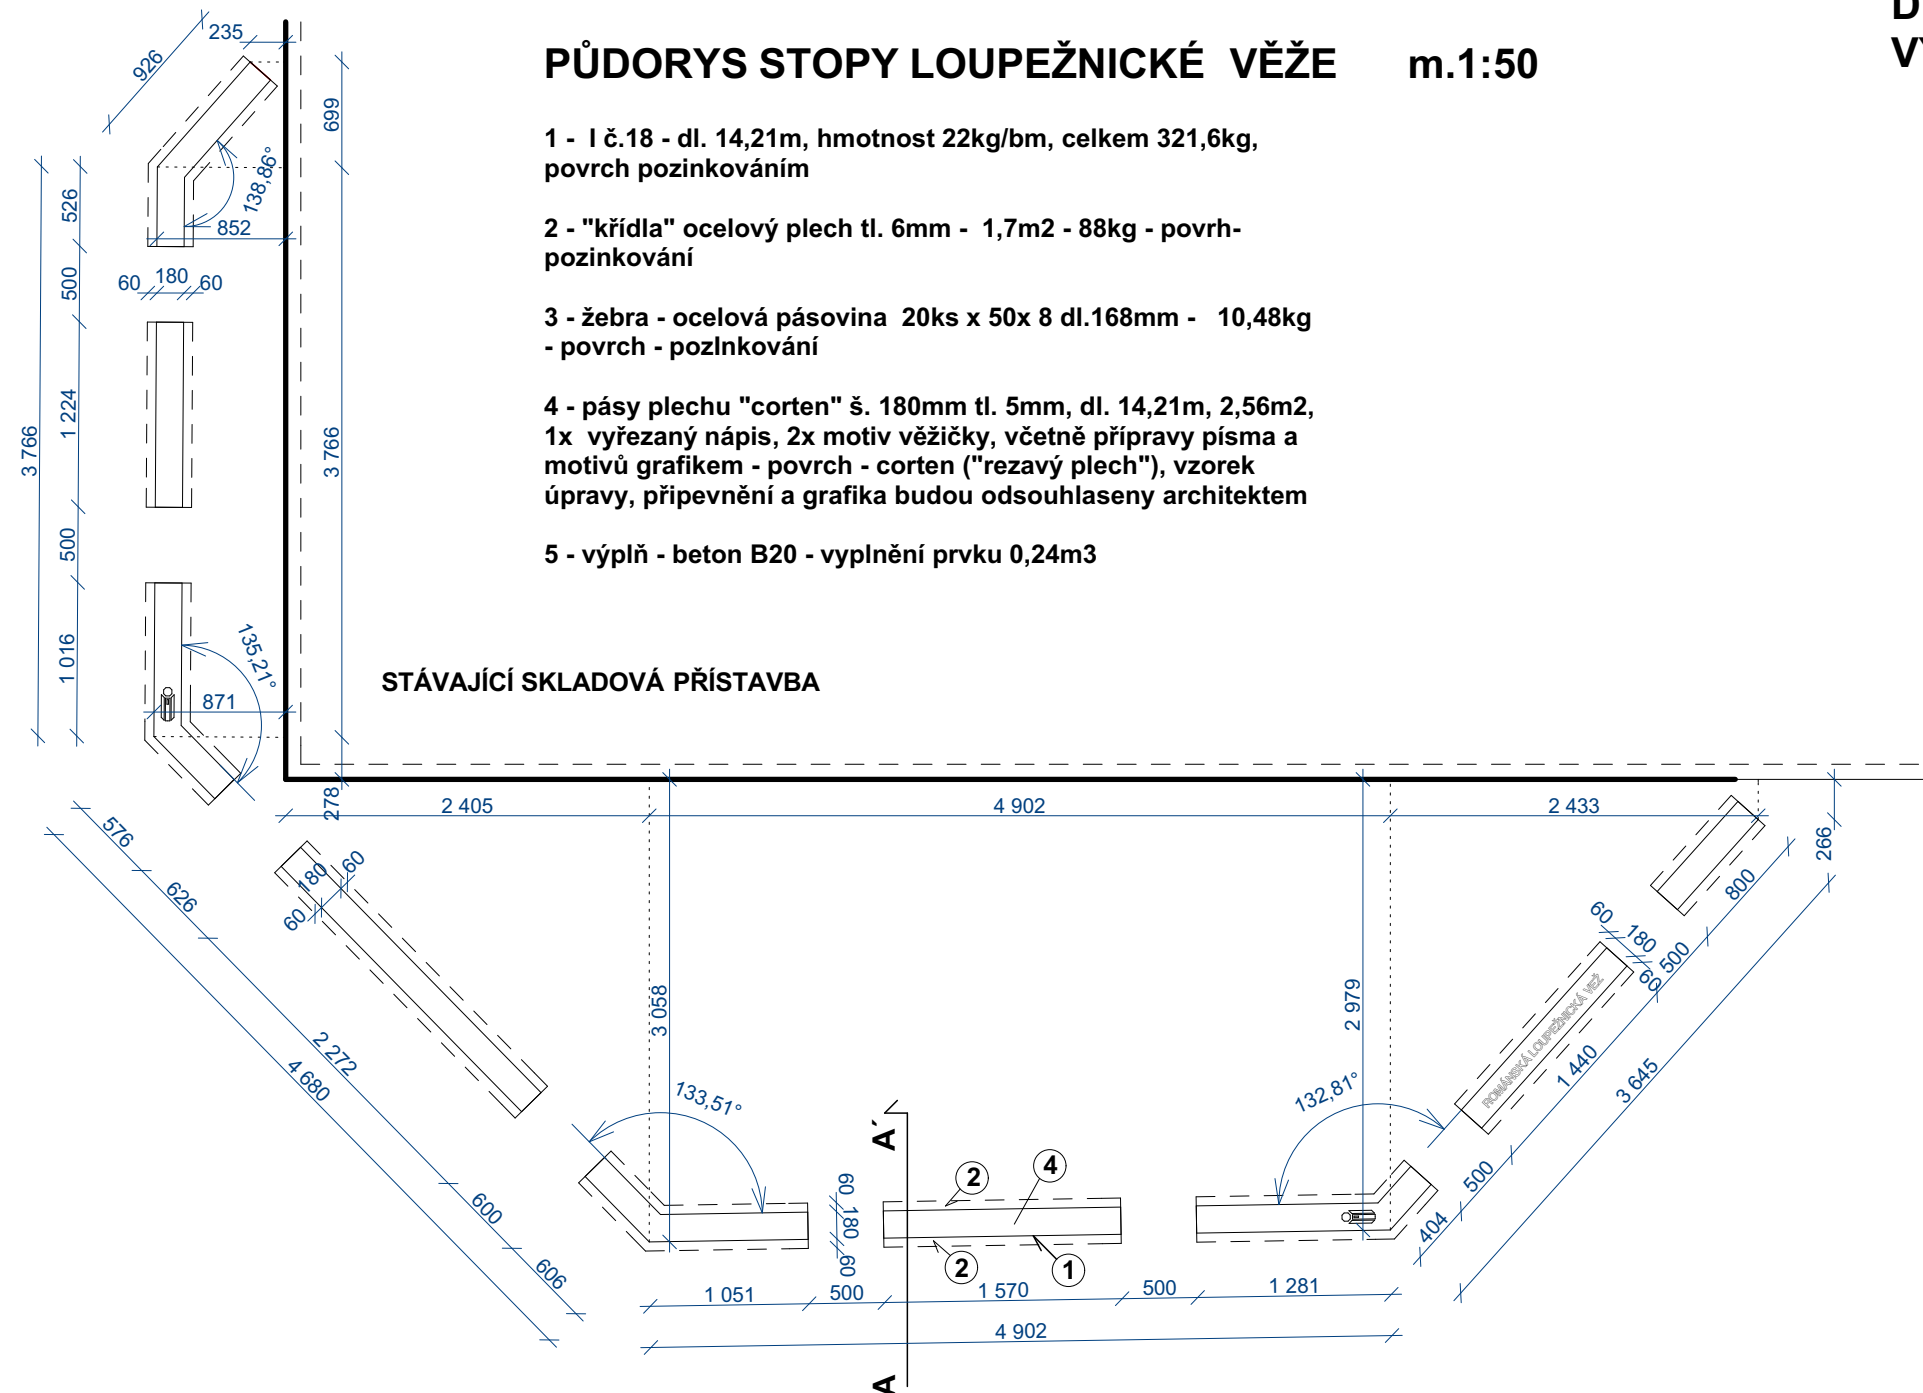 PŮDORYS STOPY LOUPEŽNICKÉ VĚŽE m.1:50
D
VÝ
1 - I č.18 - dl. 14,21m, hmotnost 22kg/bm, celkem 321,6kg,
povrch pozinkováním
2 - "křídla" ocelový plech tl. 6mm - 1,7m2 - 88kg - povrh-
pozinkování
3 - žebra - ocelová pásovina 20ks x 50x 8 dl.168mm - 10,48kg
- povrch - pozInkování
4 - pásy plechu "corten" š. 180mm tl. 5mm, dl. 14,21m, 2,56m2,
1x vyřezaný nápis, 2x motiv věžičky, včetně přípravy písma a
motivů grafikem - povrch - corten ("rezavý plech"), vzorek
úpravy, připevnění a grafika budou odsouhlaseny architektem
5 - výplň - beton B20 - vyplnění prvku 0,24m3
STÁVAJÍCÍ SKLADOVÁ PŘÍSTAVBA
926
235
699
138,86°
852
526
500
60 180 60
1 224
3 766
3 766
500
1 016
135,21°
871
278
2 405
4 902
2 433
266
576
626
2 272
4 680
600
606
60
180
60
3 058
2 979
133,51°
132,81°
60
180
60
800
500
1 440
3 645
500
404
ROMÁNSKÁ LOUPEŽNICKÁ VĚŽ
A´
2
4
2
1
60
180
60
1 051
500
1 570
500
1 281
4 902
A